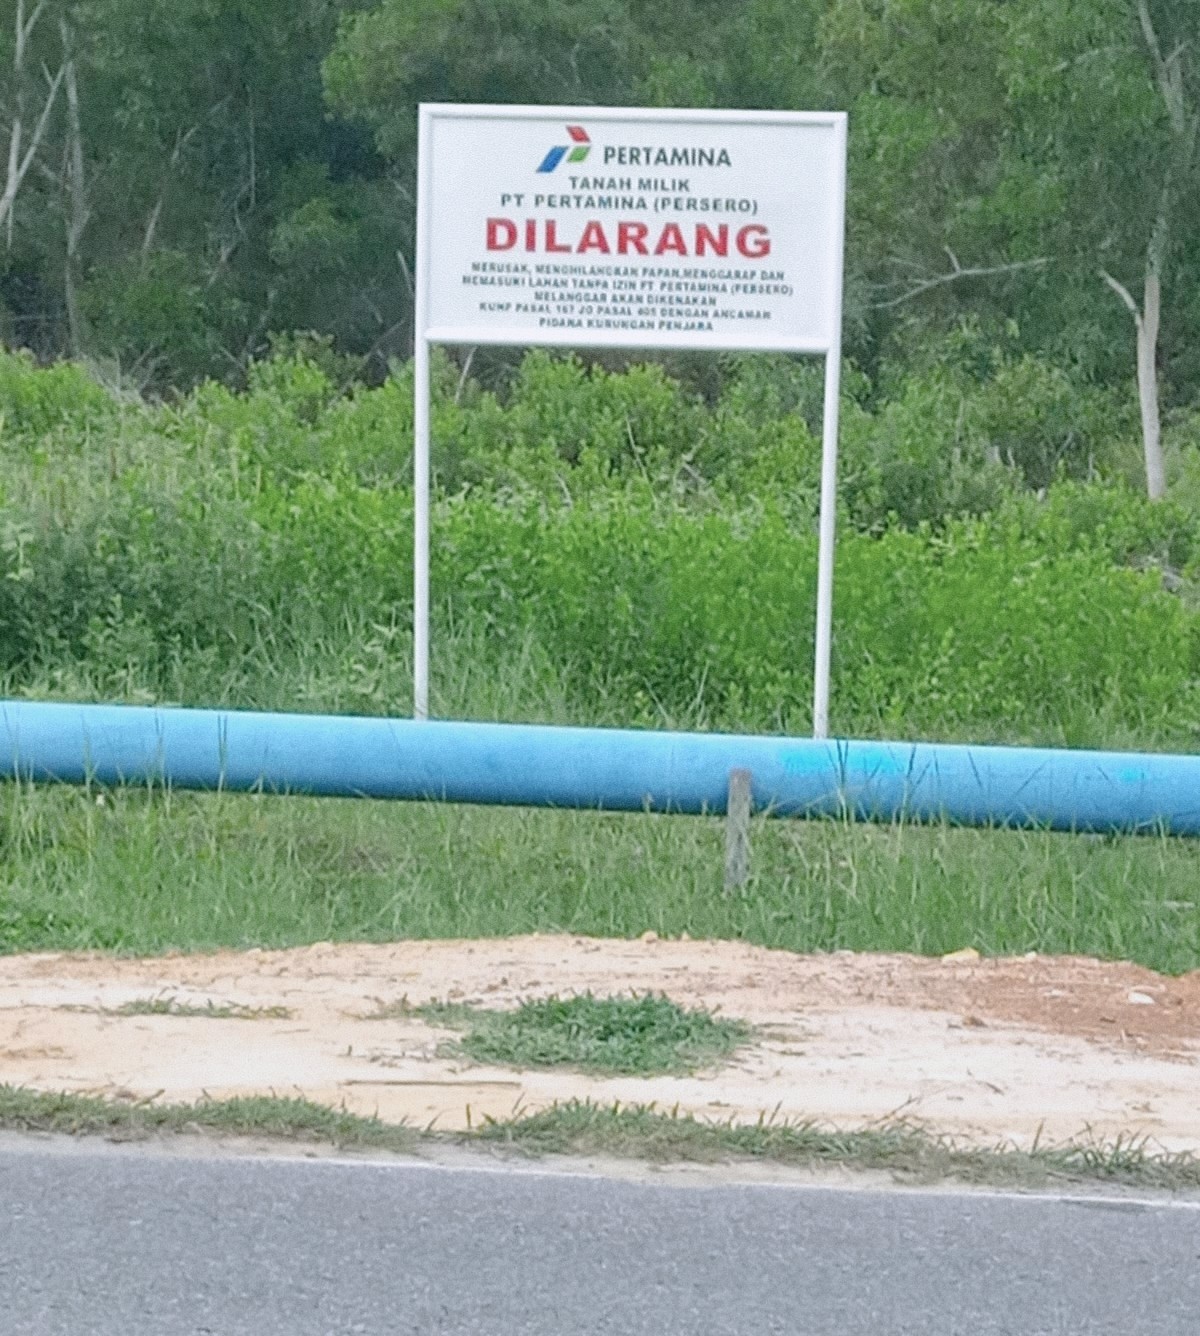 PERTAMINA
TANAH MILIK
PT. PERTAMINA (PERSERO)
DILARANG
MERUSAK, MENGHILANGKAN PAPAN,MENGGARAP DAN
MEMASUKI LAHAN TANPA IZIN PT PERTAMINA (PERSERO)
MELANGGAR AKAN DIKENAKAN
KUHP PASAL 167 JO PASAL 405 DENGAN ANCAMAN
PIDANA KURUNGAN PENJARA